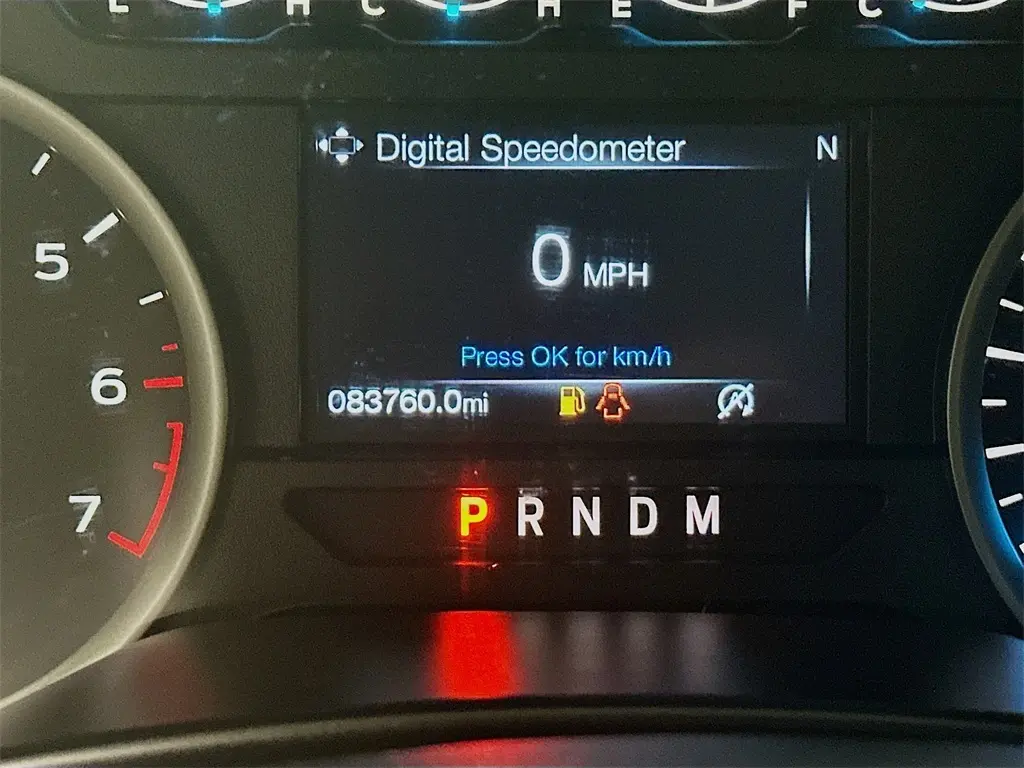 L H C H E F C
Digital Speedometer N
5
0 MPH
Press OK for km/h
6
083760.0mi
7
P R N D M